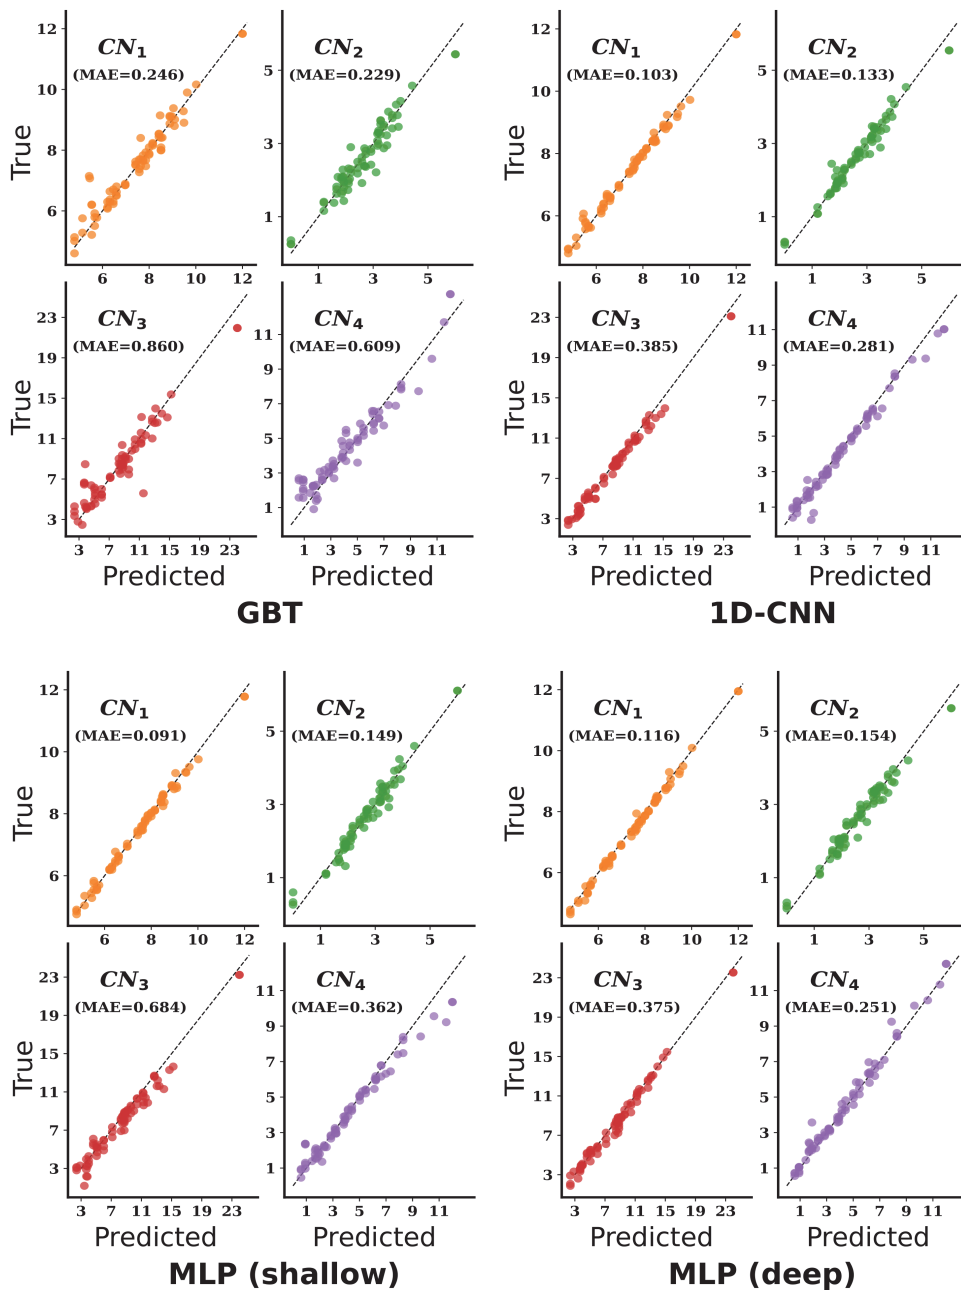 12
10
8
6
True
CN1
(MAE=0.246)
6 8 10 12
5
3
1
CN2
(MAE=0.229)
1 3 5
23
19
15
11
7
3
True
CN3
(MAE=0.860)
3 7 11 15 19 23
Predicted
11
9
7
5
3
1
CN4
(MAE=0.609)
1 3 5 7 9 11
Predicted
GBT
12
10
8
6
True
CN1
(MAE=0.103)
6 8 10 12
5
3
1
CN2
(MAE=0.133)
1 3 5
23
19
15
11
7
3
True
CN3
(MAE=0.385)
3 7 11 15 19 23
Predicted
11
9
7
5
3
1
CN4
(MAE=0.281)
1 3 5 7 9 11
Predicted
1D-CNN
12
10
8
6
True
CN1
(MAE=0.091)
6 8 10 12
5
3
1
CN2
(MAE=0.149)
1 3 5
23
19
15
11
7
3
True
CN3
(MAE=0.684)
3 7 11 15 19 23
Predicted
11
9
7
5
3
1
CN4
(MAE=0.362)
1 3 5 7 9 11
Predicted
MLP (shallow)
12
10
8
6
True
CN1
(MAE=0.116)
6 8 10 12
5
3
1
CN2
(MAE=0.154)
1 3 5
23
19
15
11
7
3
True
CN3
(MAE=0.375)
3 7 11 15 19 23
Predicted
11
9
7
5
3
1
CN4
(MAE=0.251)
1 3 5 7 9 11
Predicted
MLP (deep)